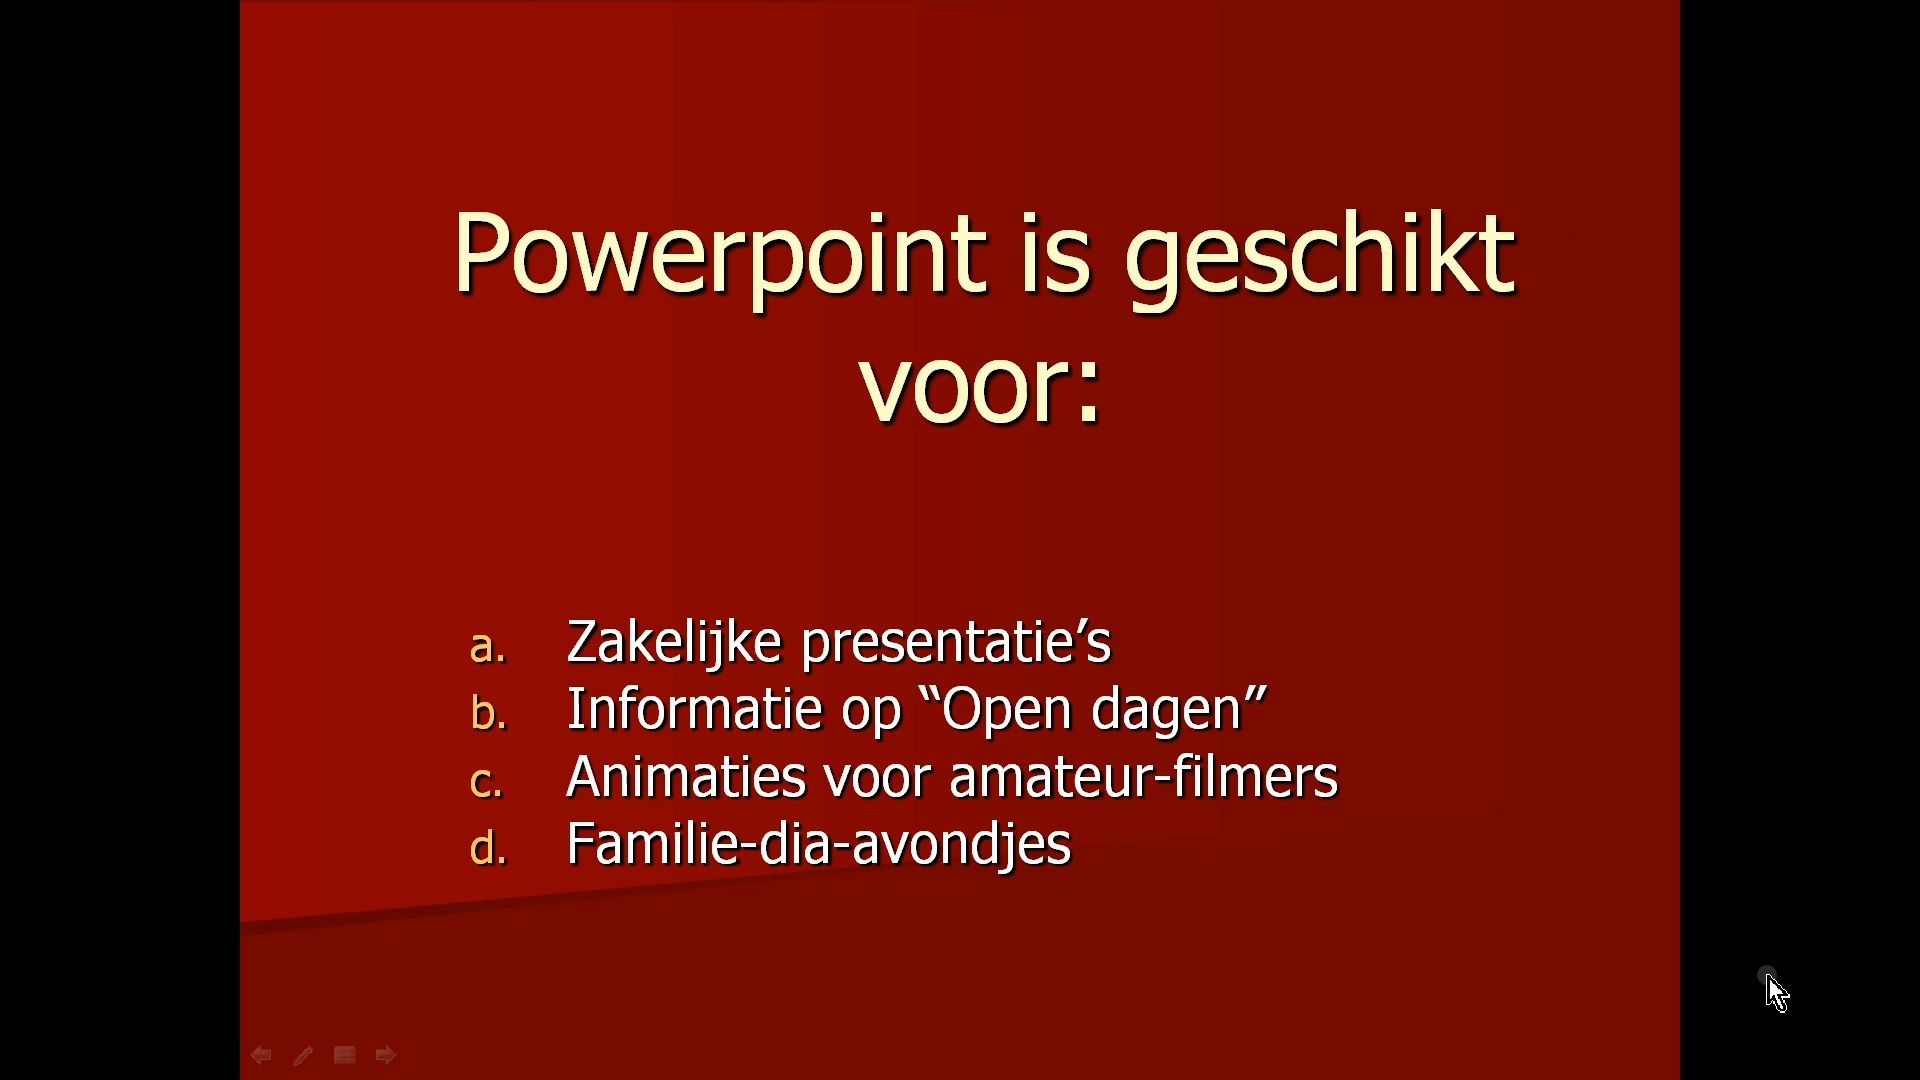 Powerpoint is geschikt
voor:
a. Zakelijke presentatie’s
b. Informatie op “Open dagen”
c. Animaties voor amateur-filmers
d. Familie-dia-avondjes